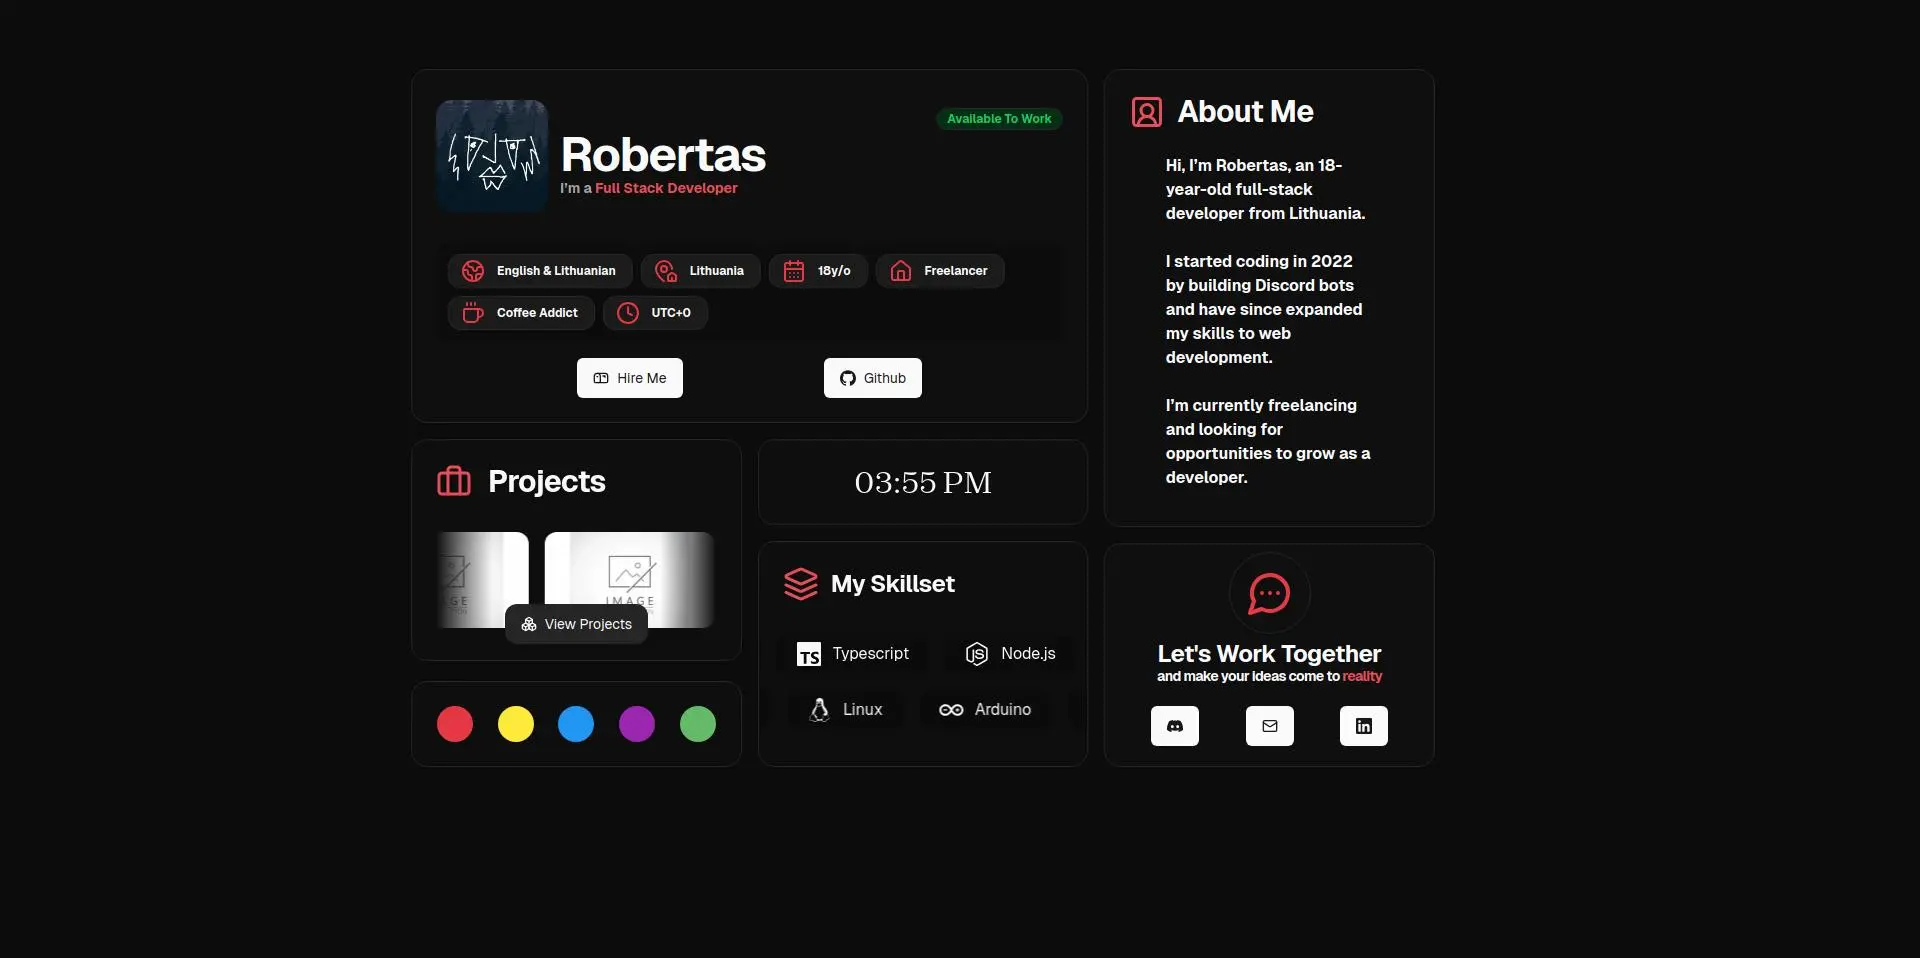 Robertas
I'm a Full Stack Developer
Available To Work
English & Lithuanian
Lithuania
18y/o
Freelancer
Coffee Addict
UTC+0
Hire Me
Github
About Me
Hi, I'm Robertas, an 18-
year-old full-stack
developer from Lithuania.
I started coding in 2022
by building Discord bots
and have since expanded
my skills to web
development.
I'm currently freelancing
and looking for
opportunities to grow as a
developer.
Projects
IMAGE
View Projects
03:55 PM
My Skillset
TS Typescript
JS Node.js
Linux
Arduino
Let's Work Together
and make your ideas come to reality
in